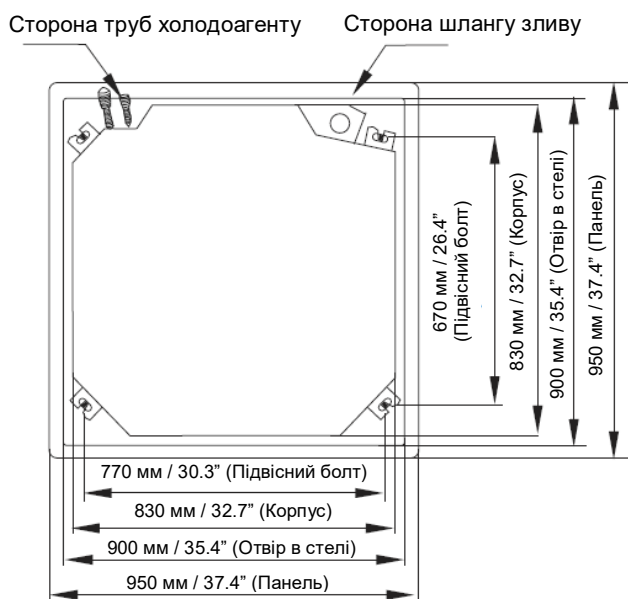 Сторона труб холодоагенту
Сторона шлангу зливу
670 мм / 26.4”
(Підвісний болт)
830 мм / 32.7” (Корпус)
900 мм / 35.4” (Отвір в стелі)
950 мм / 37.4” (Панель)
770 мм / 30.3” (Підвісний болт)
830 мм / 32.7” (Корпус)
900 мм / 35.4” (Отвір в стелі)
950 мм / 37.4” (Панель)